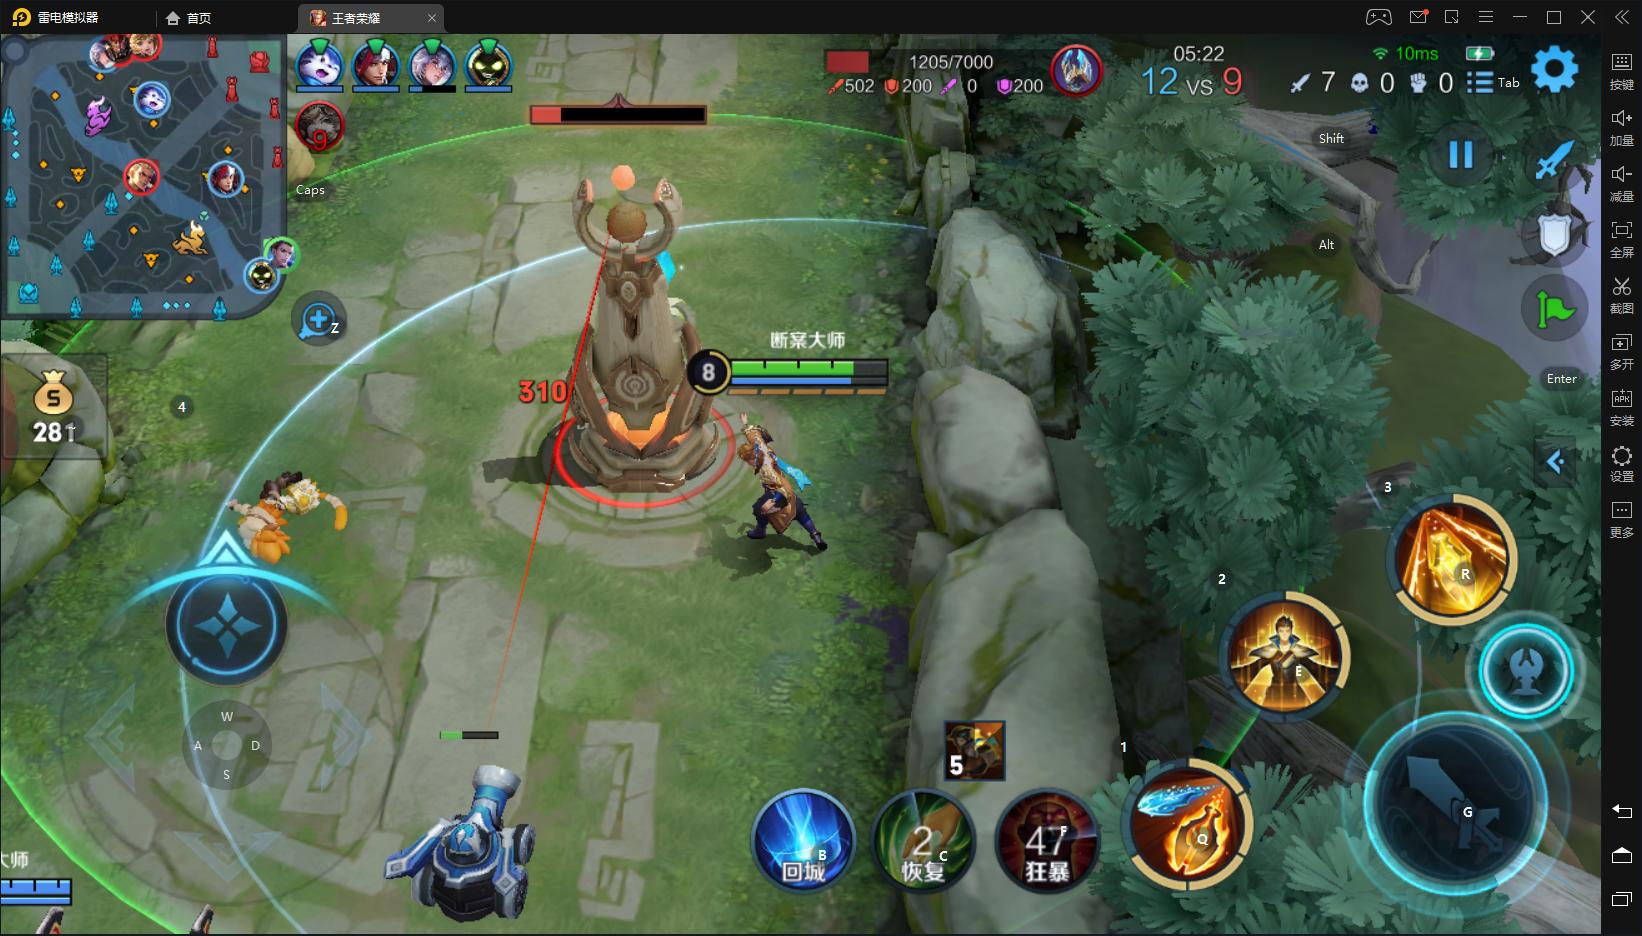 雷电模拟器 首页 王者荣耀
1205/7000
502 200 0 200
05:22
12 VS 9
10ms
7 0 0 Tab
9
Caps
Shift
Alt
Z
断案大师
8
310
281
4
Enter
3
R
2
E
W
A D
S
5
1
G
B
回城
2
C
恢复
47
F
狂暴
Q
大师
按键
加量
减量
全屏
截图
多开
APK
安装
设置
更多